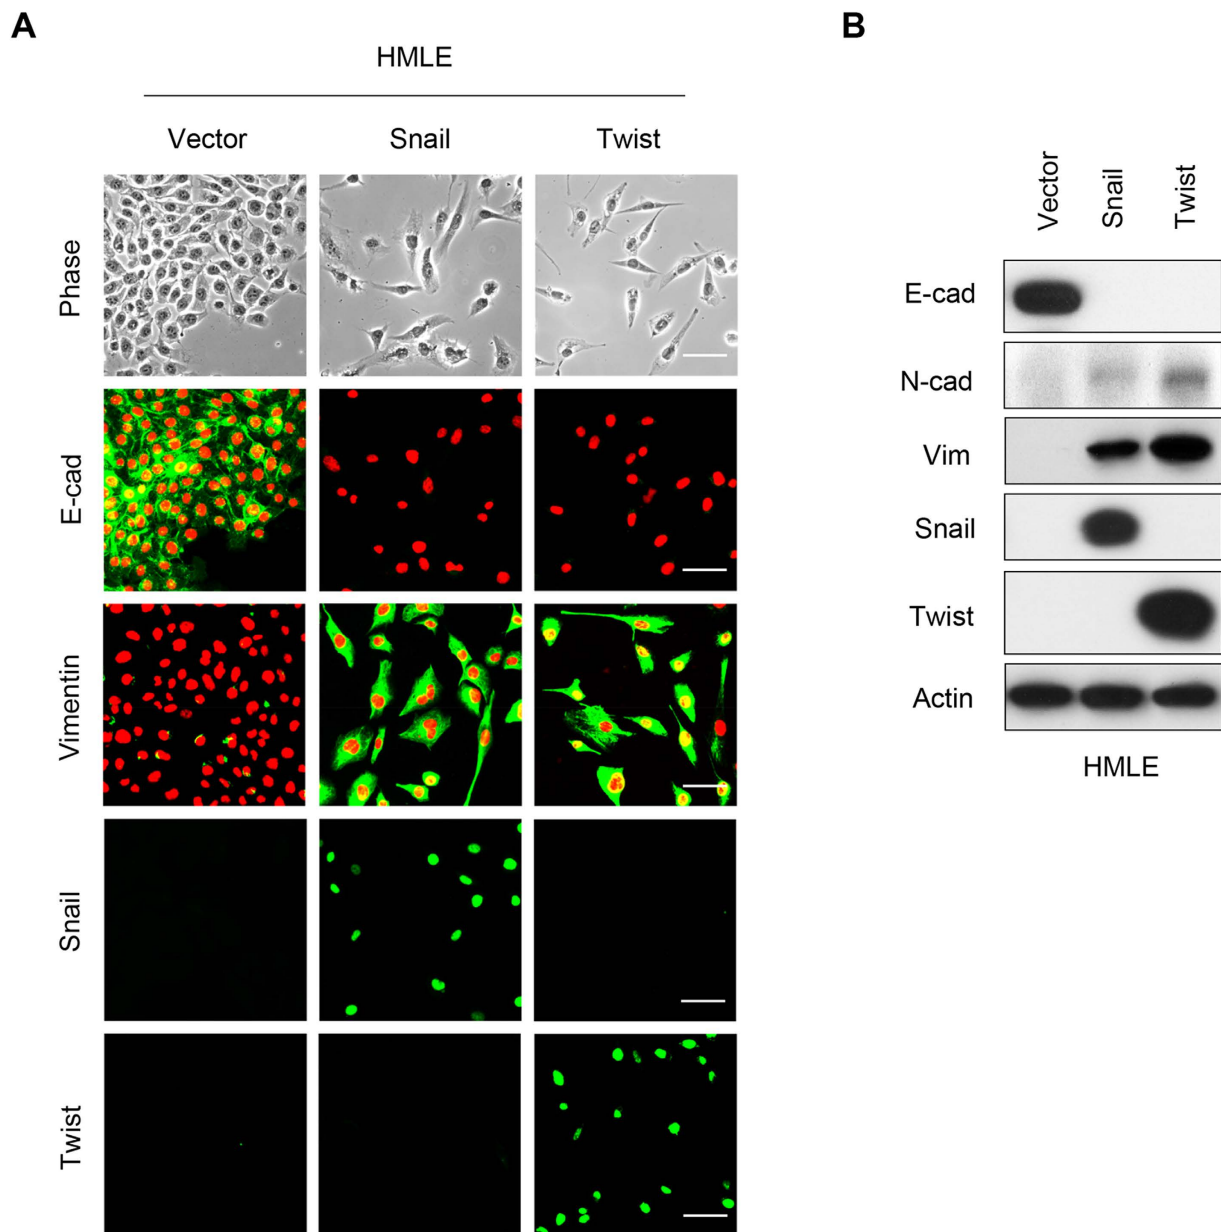 A
B
HMLE
Vector
Snail
Twist
Phase
E-cad
Vimentin
Snail
Twist
Vector
Snail
Twist
E-cad
N-cad
Vim
Snail
Twist
Actin
HMLE